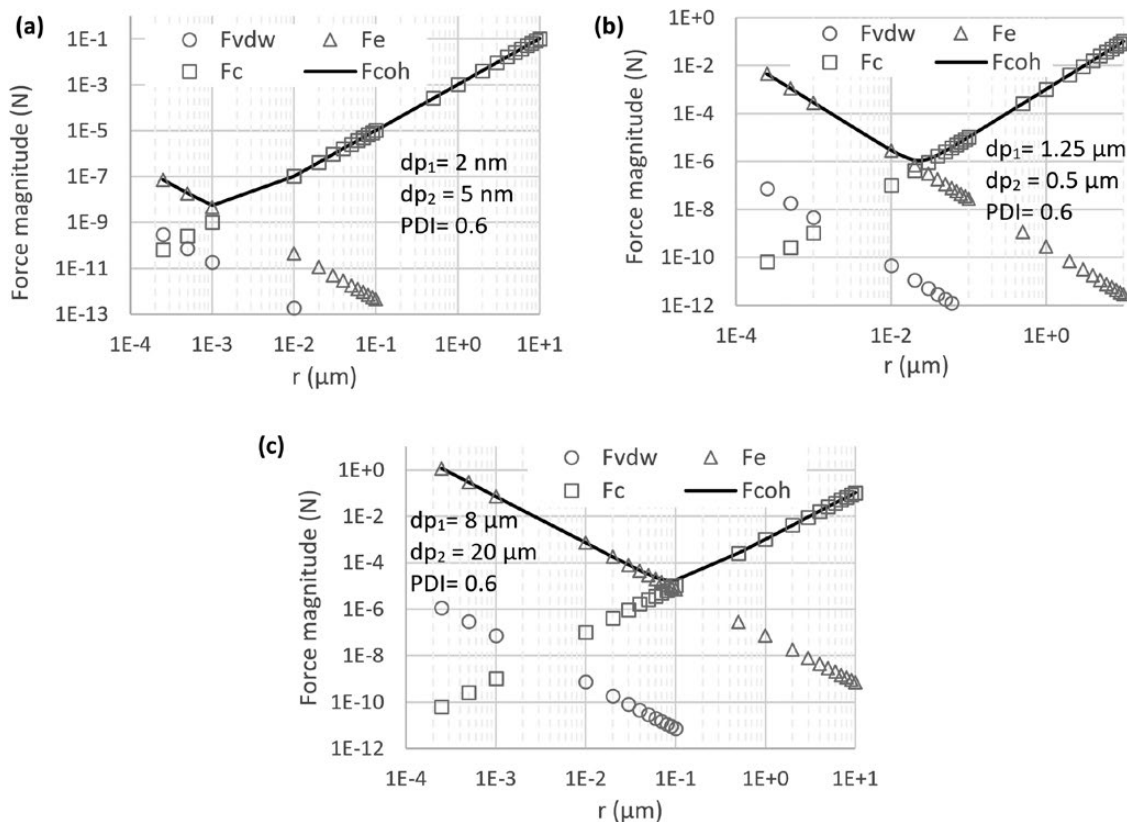 (a)
Fvdw
Fe
Fc
Fcoh
Force magnitude (N)
1E-1
1E-3
1E-5
1E-7
1E-9
1E-11
1E-13
dp₁= 2 nm
dp₂ = 5 nm
PDI= 0.6
1E-4 1E-3 1E-2 1E-1 1E+0 1E+1
r (µm)
(b)
Fvdw
Fe
Fc
Fcoh
Force magnitude (N)
1E+0
1E-2
1E-4
1E-6
1E-8
1E-10
1E-12
dp₁= 1.25 µm
dp₂ = 0.5 µm
PDI= 0.6
1E-4 1E-2 1E+0
r (µm)
(c)
Fvdw
Fe
Fc
Fcoh
Force magnitude (N)
1E+0
1E-2
1E-4
1E-6
1E-8
1E-10
1E-12
dp₁= 8 µm
dp₂ = 20 µm
PDI= 0.6
1E-4 1E-3 1E-2 1E-1 1E+0 1E+1
r (µm)